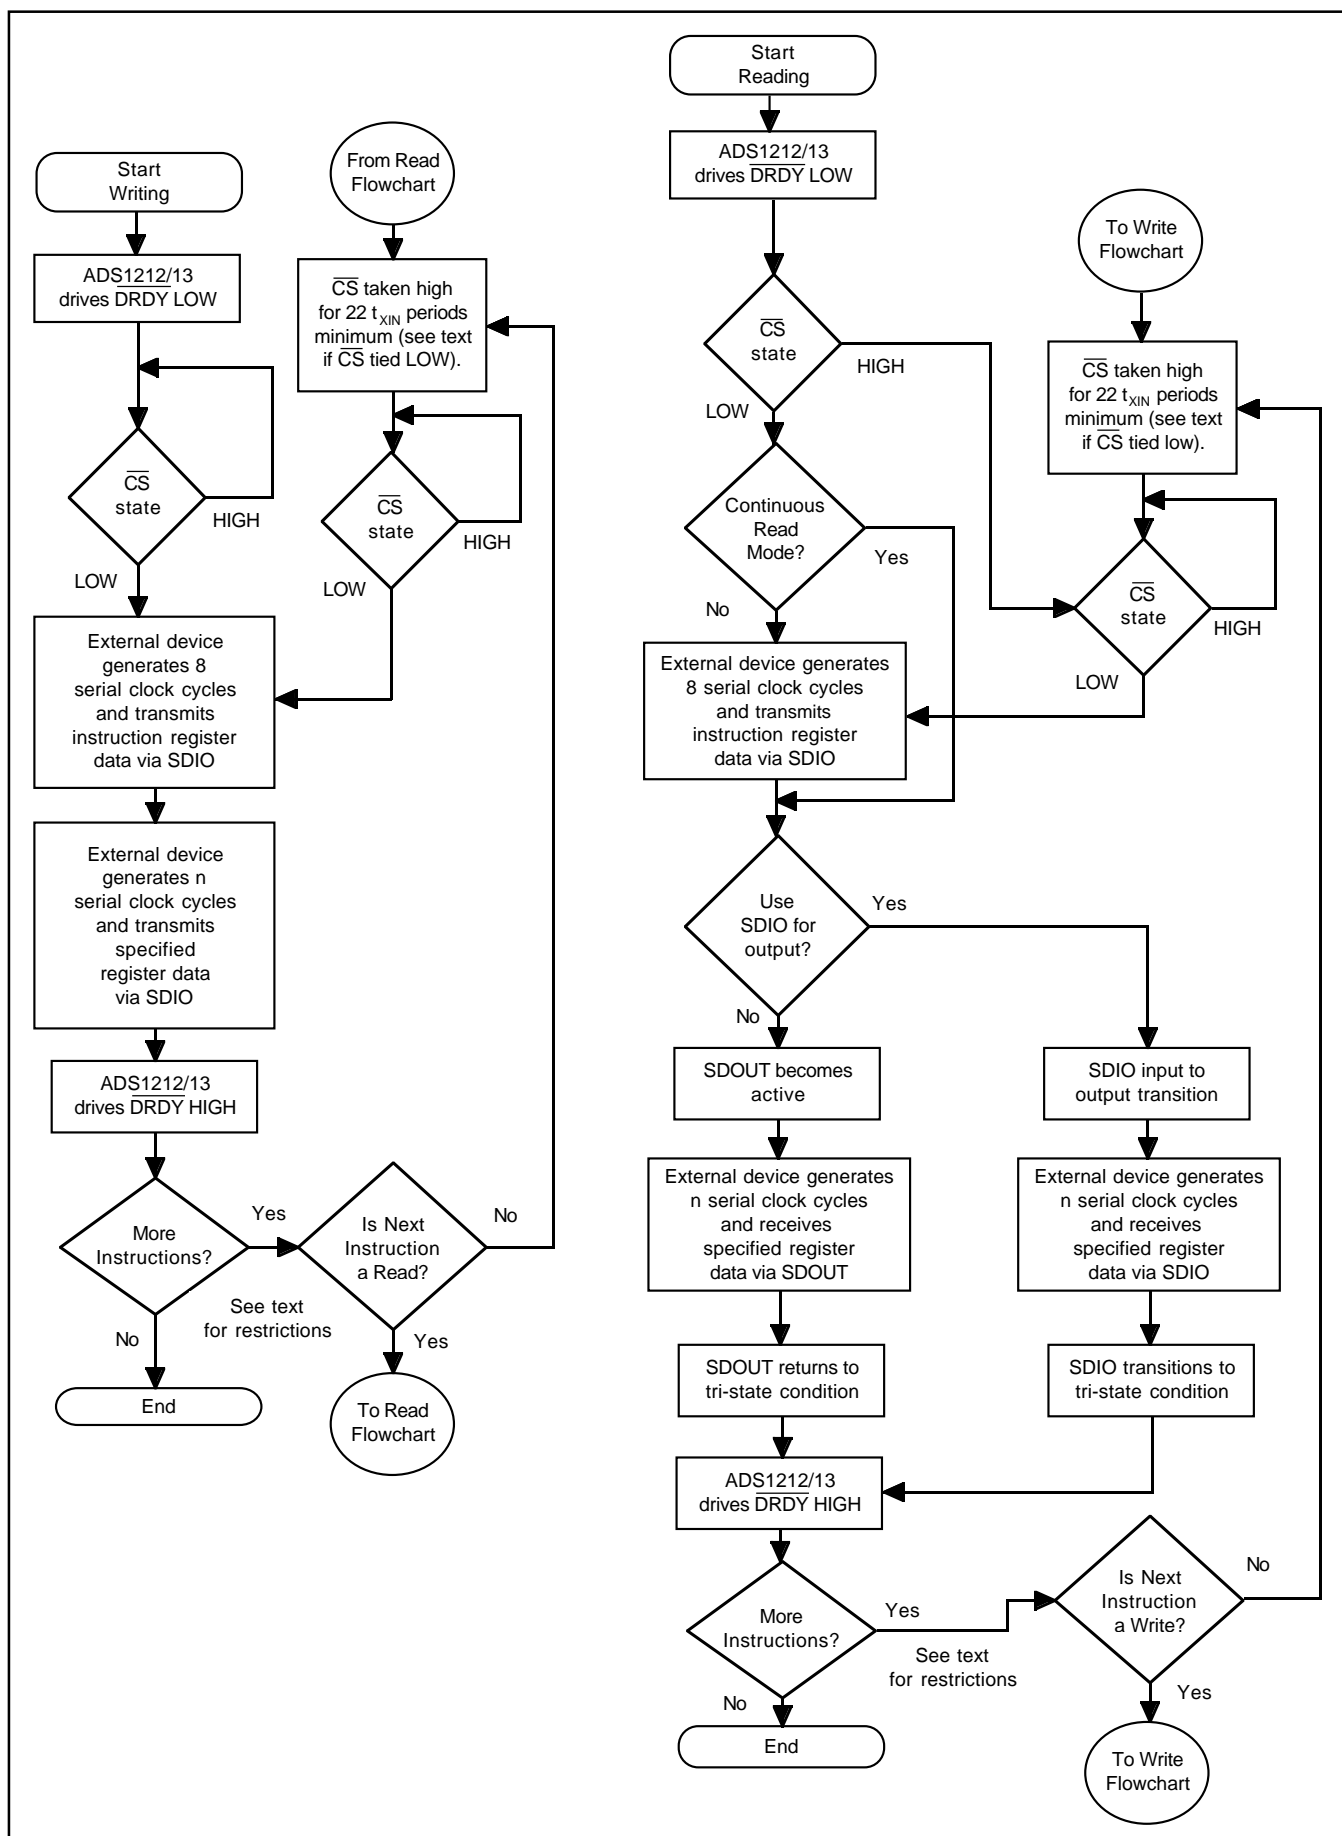 Start
Writing
ADS1212/13
drives DRDY LOW
CS
state
HIGH
LOW
External device
generates 8
serial clock cycles
and transmits
instruction register
data via SDIO
External device
generates n
serial clock cycles
and transmits
specified
register data
via SDIO
ADS1212/13
drives DRDY HIGH
More
Instructions?
Yes
See text
for restrictions
No
End
From Read
Flowchart
CS taken high
for 22 tXIN periods
minimum (see text
if CS tied LOW).
CS
state
HIGH
LOW
Is Next
Instruction
a Read?
No
Yes
To Read
Flowchart
Start
Reading
ADS1212/13
drives DRDY LOW
CS
state
HIGH
LOW
Continuous
Read
Mode?
Yes
No
External device generates
8 serial clock cycles
and transmits
instruction register
data via SDIO
Use
SDIO for
output?
Yes
No
SDOUT becomes
active
External device generates
n serial clock cycles
and receives
specified register
data via SDOUT
SDOUT returns to
tri-state condition
ADS1212/13
drives DRDY HIGH
More
Instructions?
Yes
See text
for restrictions
No
End
To Write
Flowchart
CS taken high
for 22 tXIN periods
minimum (see text
if CS tied low).
CS
state
HIGH
LOW
SDIO input to
output transition
External device generates
n serial clock cycles
and receives
specified register
data via SDIO
SDIO transitions to
tri-state condition
Is Next
Instruction
a Write?
No
Yes
To Write
Flowchart